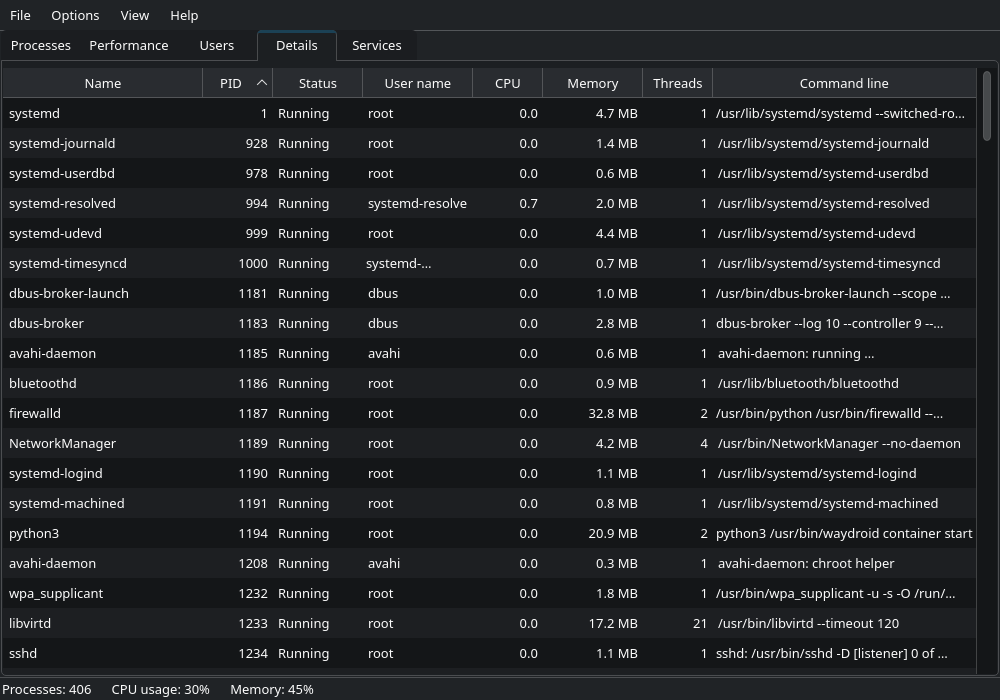 File Options View Help
Processes Performance Users Details Services
Name PID Status User name CPU Memory Threads Command line
systemd 1 Running root 0.0 4.7 MB 1 /usr/lib/systemd/systemd --switched-ro...
systemd-journald 928 Running root 0.0 1.4 MB 1 /usr/lib/systemd/systemd-journald
systemd-userdbd 978 Running root 0.0 0.6 MB 1 /usr/lib/systemd/systemd-userdbd
systemd-resolved 994 Running systemd-resolve 0.7 2.0 MB 1 /usr/lib/systemd/systemd-resolved
systemd-udevd 999 Running root 0.0 4.4 MB 1 /usr/lib/systemd/systemd-udevd
systemd-timesyncd 1000 Running systemd-... 0.0 0.7 MB 1 /usr/lib/systemd/systemd-timesyncd
dbus-broker-launch 1181 Running dbus 0.0 1.0 MB 1 /usr/bin/dbus-broker-launch --scope ...
dbus-broker 1183 Running dbus 0.0 2.8 MB 1 dbus-broker --log 10 --controller 9 --...
avahi-daemon 1185 Running avahi 0.0 0.6 MB 1 avahi-daemon: running ...
bluetoothd 1186 Running root 0.0 0.9 MB 1 /usr/lib/bluetooth/bluetoothd
firewalld 1187 Running root 0.0 32.8 MB 2 /usr/bin/python /usr/bin/firewalld --...
NetworkManager 1189 Running root 0.0 4.2 MB 4 /usr/bin/NetworkManager --no-daemon
systemd-logind 1190 Running root 0.0 1.1 MB 1 /usr/lib/systemd/systemd-logind
systemd-machined 1191 Running root 0.0 0.8 MB 1 /usr/lib/systemd/systemd-machined
python3 1194 Running root 0.0 20.9 MB 2 python3 /usr/bin/waydroid container start
avahi-daemon 1208 Running avahi 0.0 0.3 MB 1 avahi-daemon: chroot helper
wpa_supplicant 1232 Running root 0.0 1.8 MB 1 /usr/bin/wpa_supplicant -u -s -O /run/...
libvirtd 1233 Running root 0.0 17.2 MB 21 /usr/bin/libvirtd --timeout 120
sshd 1234 Running root 0.0 1.1 MB 1 sshd: /usr/bin/sshd -D [listener] 0 of ...
Processes: 406 CPU usage: 30% Memory: 45%